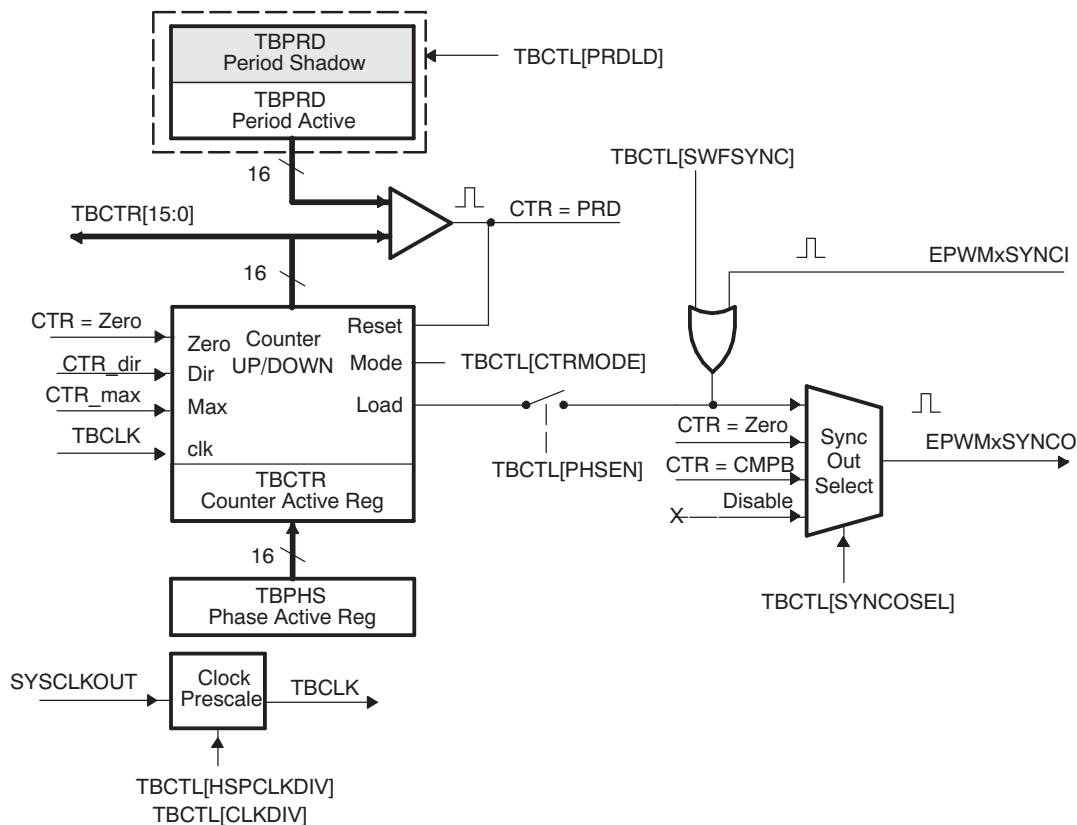 TBPRD
Period Shadow
TBPRD
Period Active
TBCTL[PRDLD]
16
TBCTL[SWFSYNC]
TBCTR[15:0]
CTR = PRD
16
EPWMxSYNCI
CTR = Zero
CTR_dir
CTR_max
TBCLK
Zero
Dir
Max
clk
Counter
UP/DOWN
Reset
Mode
Load
TBCTL[CTRMODE]
TBCTL[PHSEN]
TBCTR
Counter Active Reg
CTR = Zero
CTR = CMPB
Disable
X
Sync
Out
Select
EPWMxSYNCO
TBCTL[SYNCOSEL]
16
TBPHS
Phase Active Reg
SYSCLKOUT
Clock
Prescale
TBCLK
TBCTL[HSPCLKDIV]
TBCTL[CLKDIV]